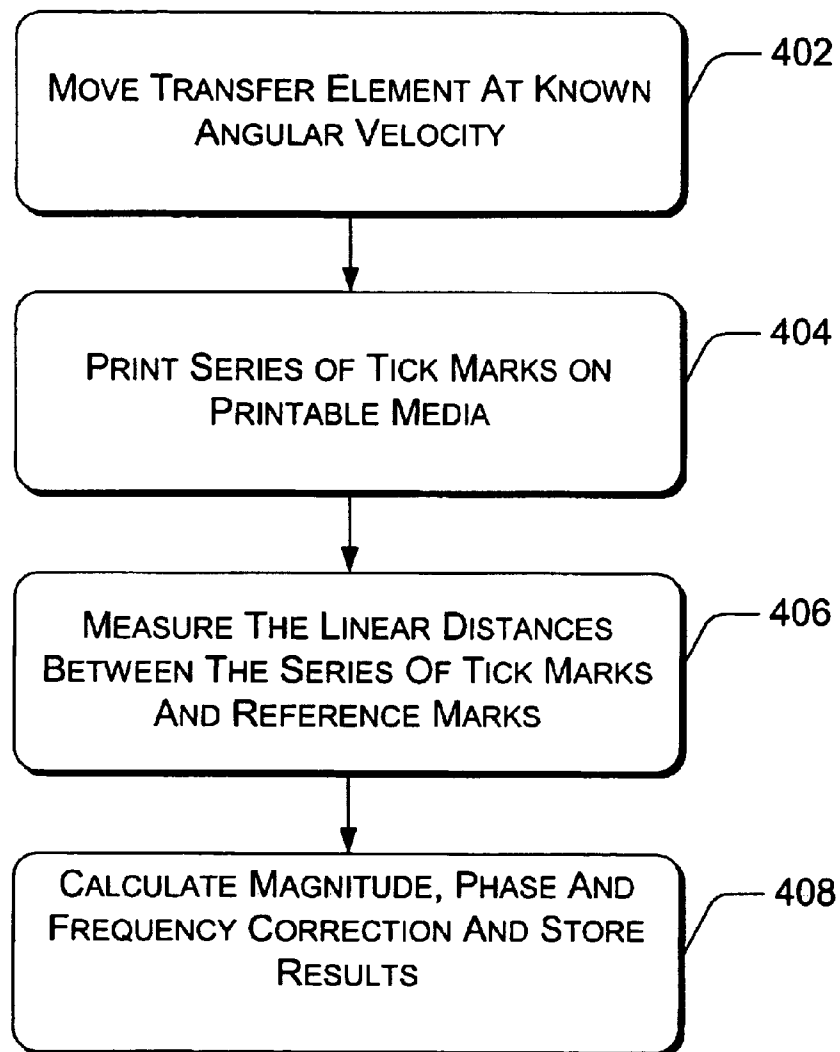 MOVE TRANSFER ELEMENT AT KNOWN
ANGULAR VELOCITY
402
PRINT SERIES OF TICK MARKS ON
PRINTABLE MEDIA
404
MEASURE THE LINEAR DISTANCES
BETWEEN THE SERIES OF TICK MARKS
AND REFERENCE MARKS
406
CALCULATE MAGNITUDE, PHASE AND
FREQUENCY CORRECTION AND STORE
RESULTS
408